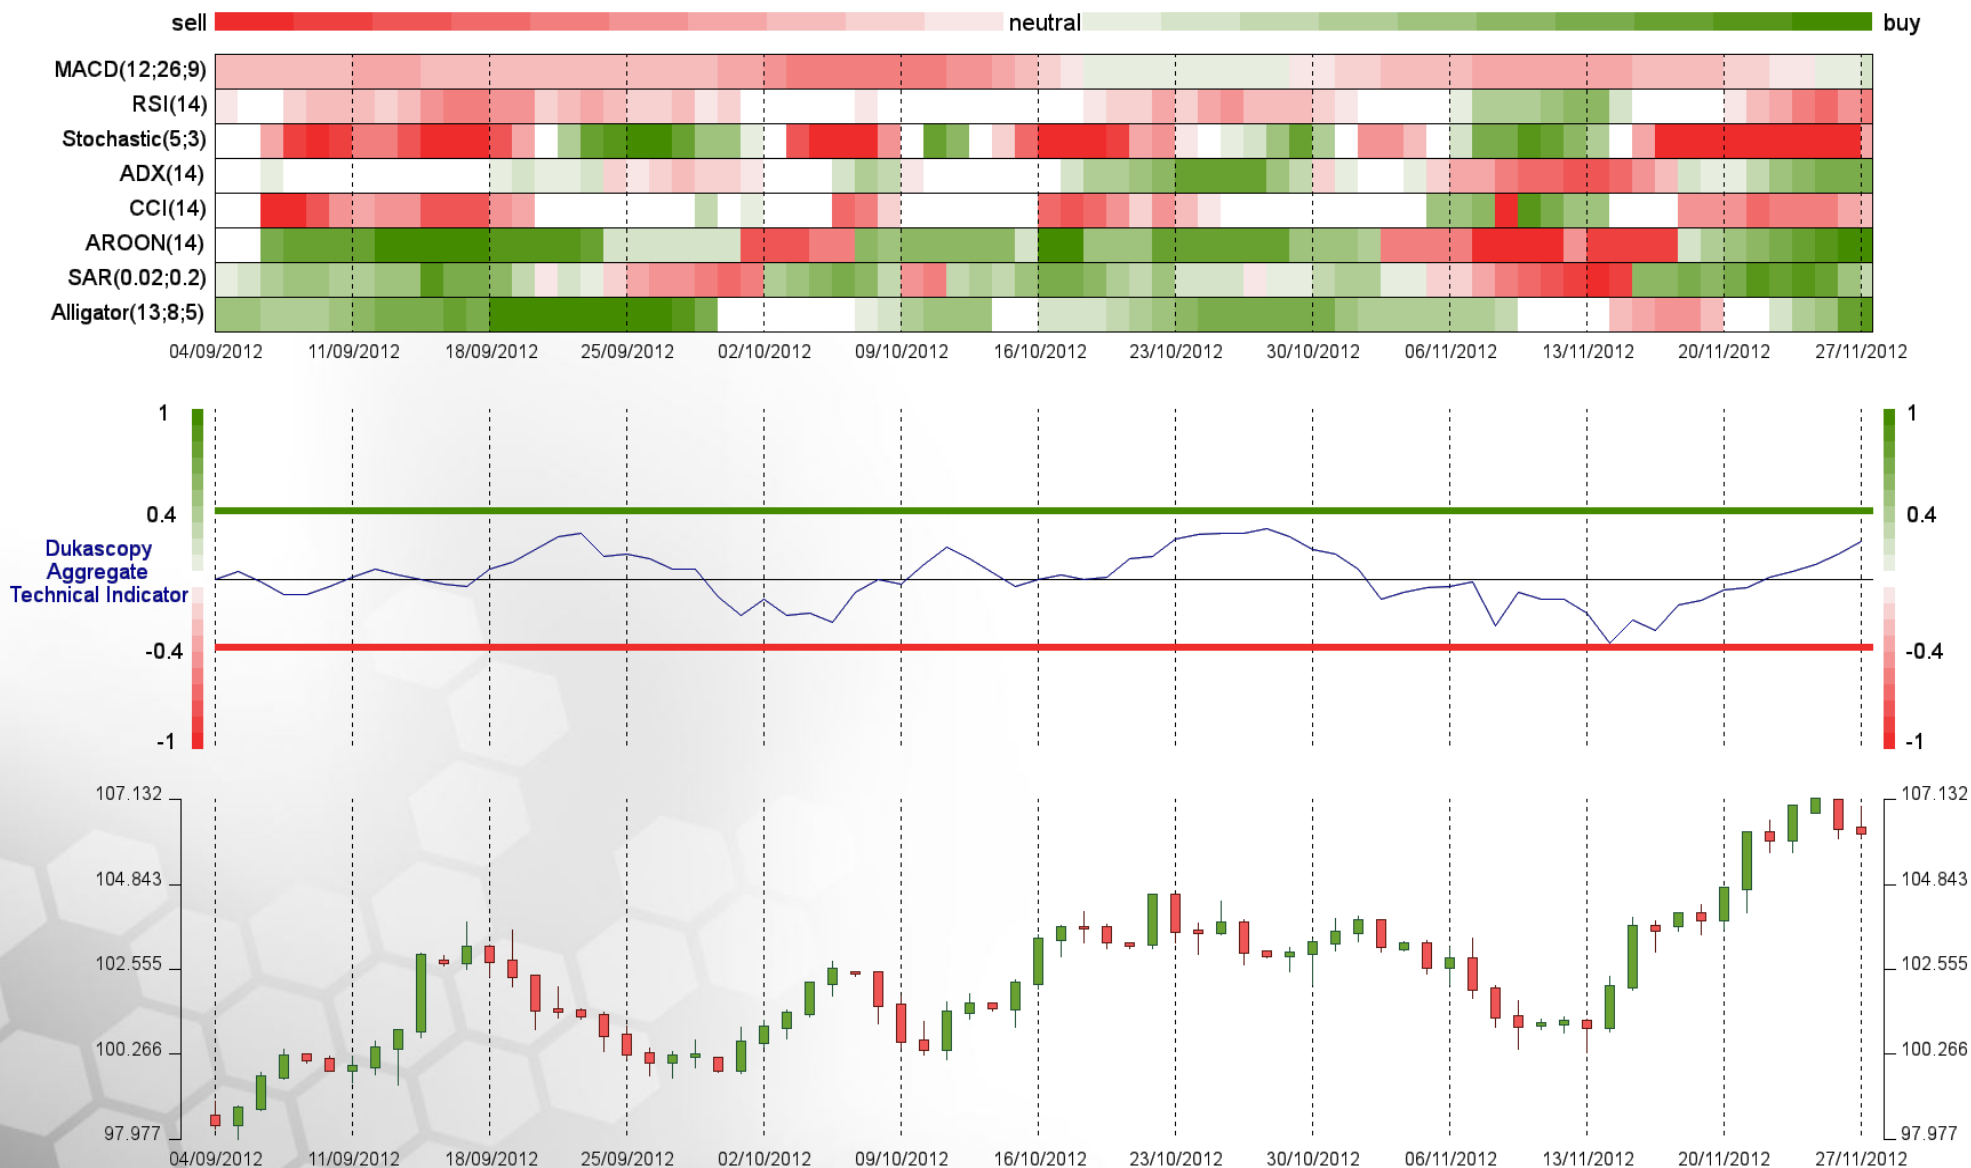 sell neutral buy
MACD(12;26;9)
RSI(14)
Stochastic(5;3)
ADX(14)
CCI(14)
AROON(14)
SAR(0.02;0.2)
Alligator(13;8;5)
04/09/2012 11/09/2012 18/09/2012 25/09/2012 02/10/2012 09/10/2012 16/10/2012 23/10/2012 30/10/2012 06/11/2012 13/11/2012 20/11/2012 27/11/2012
1 1
0.4 0.4
Dukascopy
Aggregate
Technical Indicator
-0.4 -0.4
-1 -1
107.132 107.132
104.843 104.843
102.555 102.555
100.266 100.266
97.977 97.977
04/09/2012 11/09/2012 18/09/2012 25/09/2012 02/10/2012 09/10/2012 16/10/2012 23/10/2012 30/10/2012 06/11/2012 13/11/2012 20/11/2012 27/11/2012